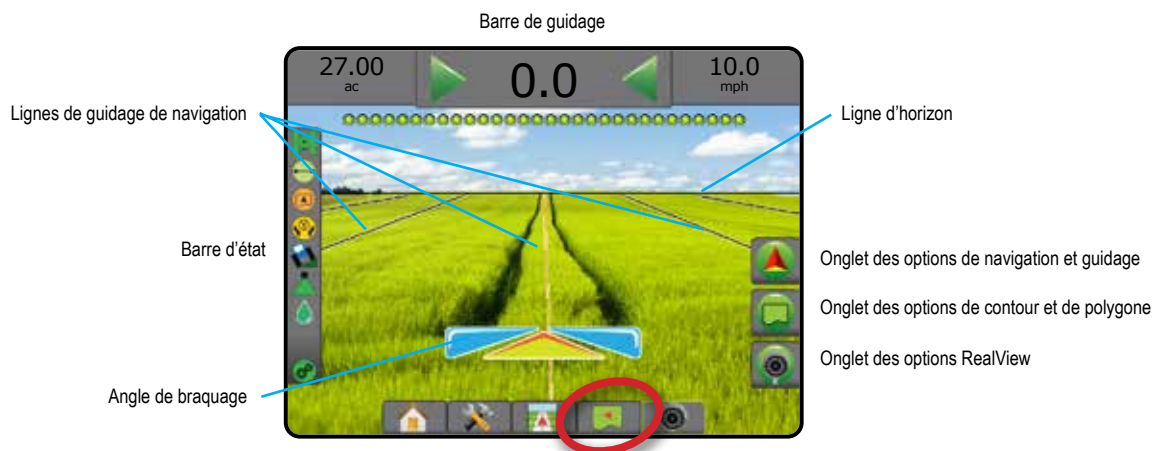 Barre de guidage
27.00
ac
0.0
10.0
mph
Lignes de guidage de navigation
Ligne d’horizon
Barre d’état
Onglet des options de navigation et guidage
Onglet des options de contour et de polygone
Onglet des options RealView
Angle de braquage